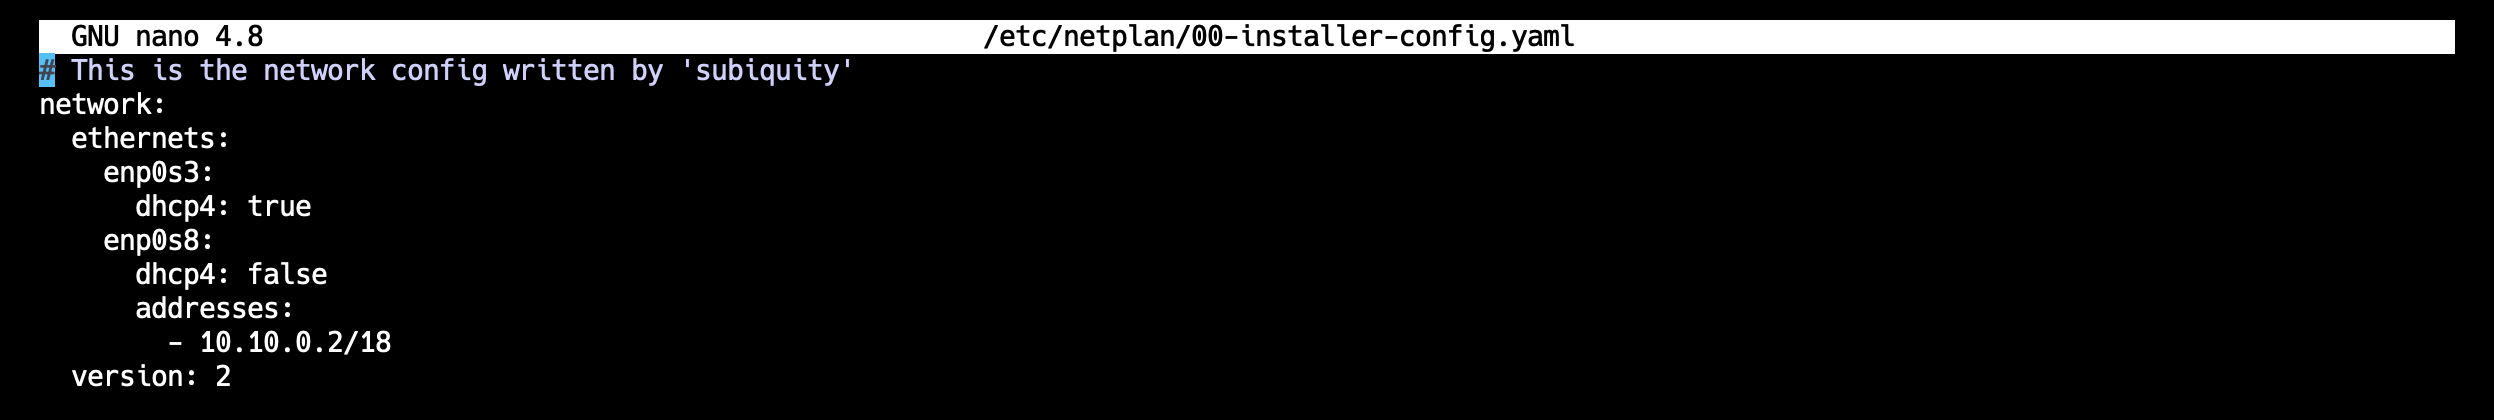 GNU nano 4.8 /etc/netplan/00-installer-config.yaml
# This is the network config written by 'subiquity'
network:
  ethernets:
    enp0s3:
      dhcp4: true
    enp0s8:
      dhcp4: false
      addresses:
        - 10.10.0.2/18
  version: 2